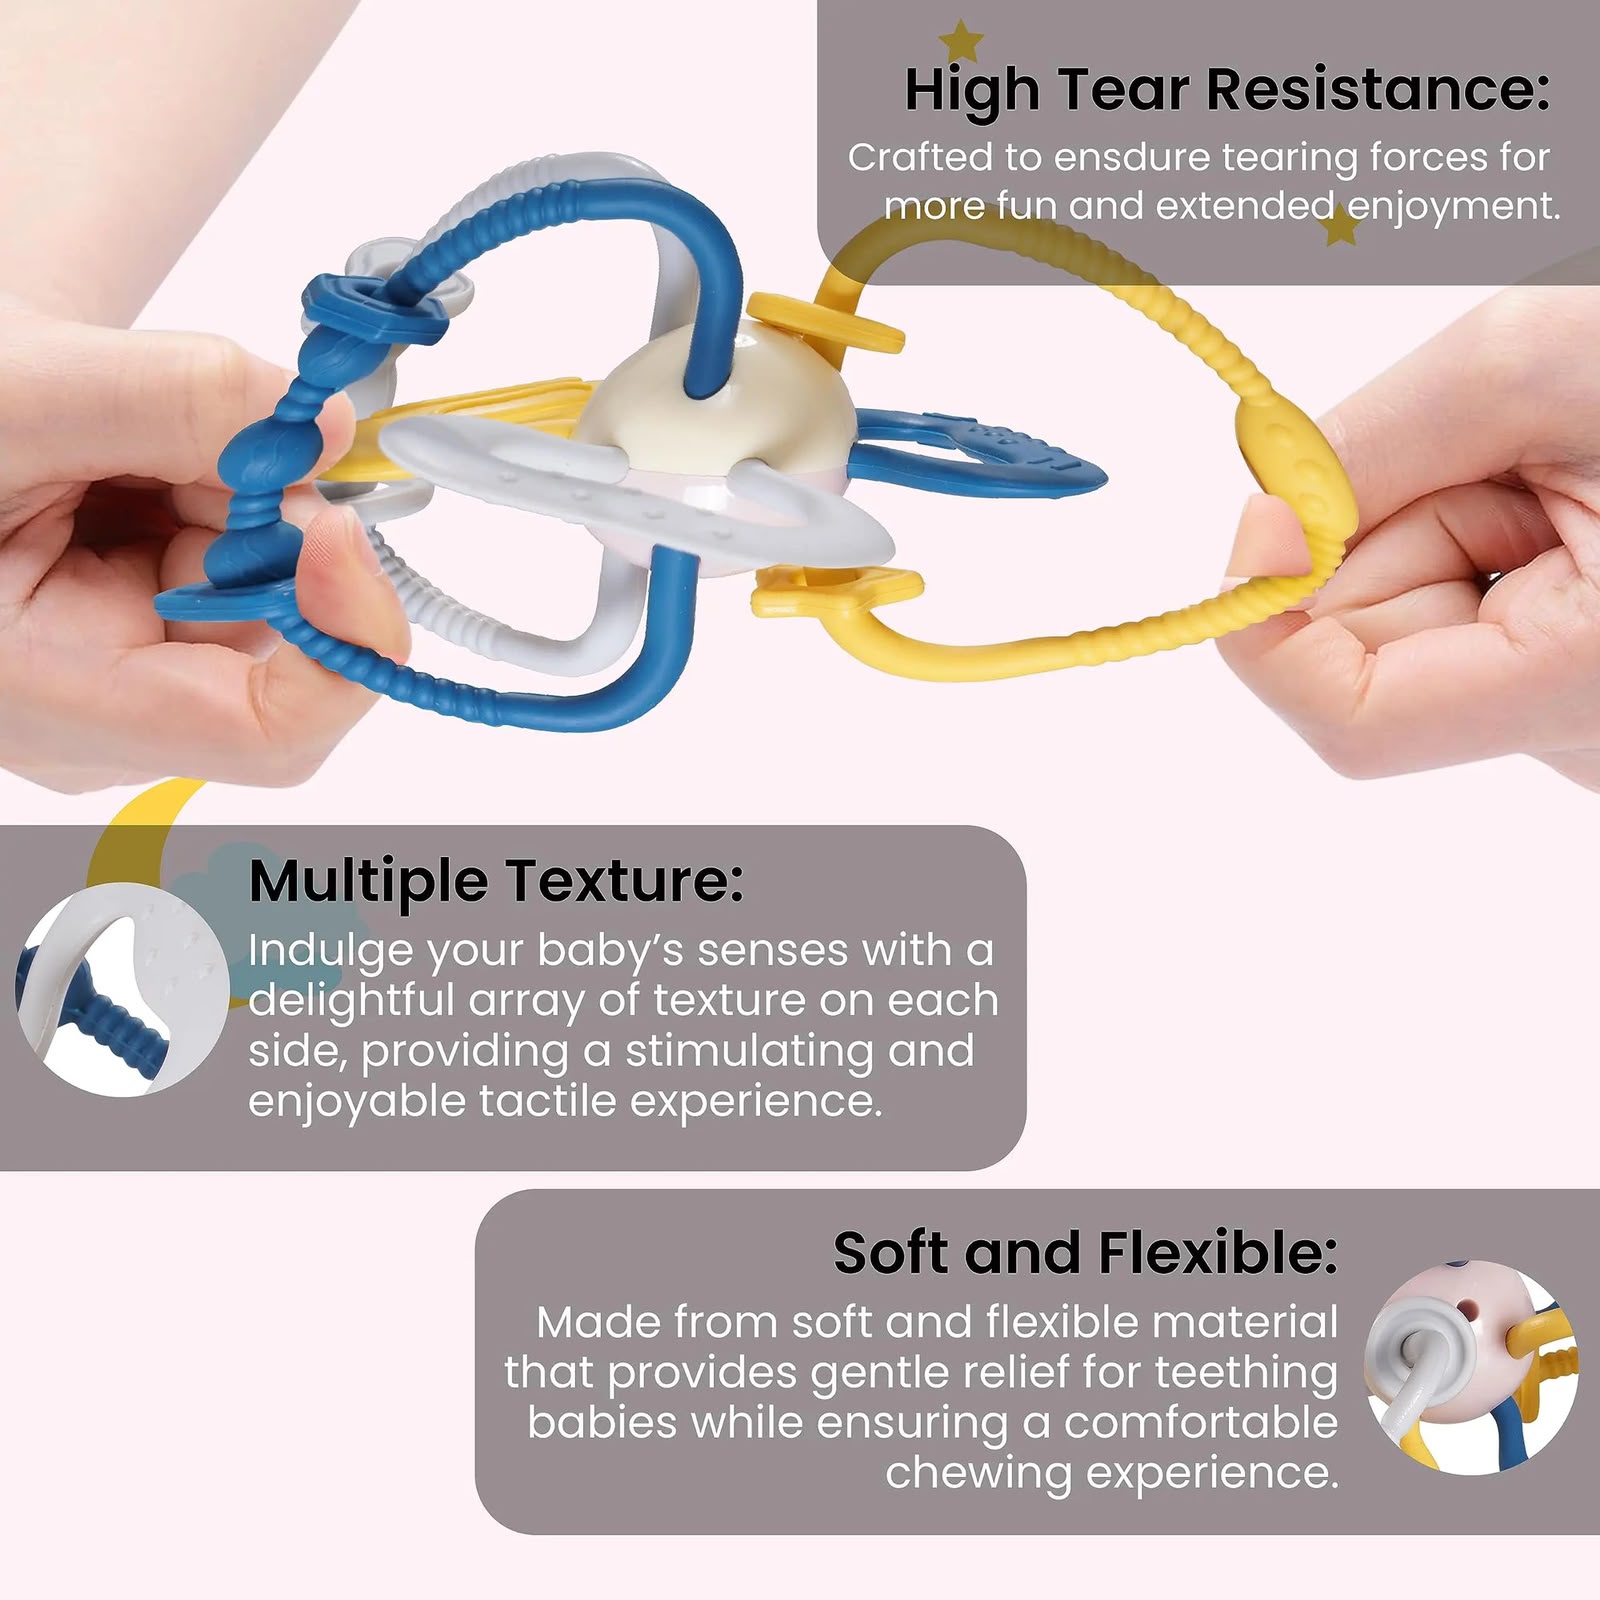 High Tear Resistance:
Crafted to ensdure tearing forces for
more fun and extended enjoyment.
Multiple Texture:
Indulge your baby’s senses with a
delightful array of texture on each
side, providing a stimulating and
enjoyable tactile experience.
Soft and Flexible:
Made from soft and flexible material
that provides gentle relief for teething
babies while ensuring a comfortable
chewing experience.